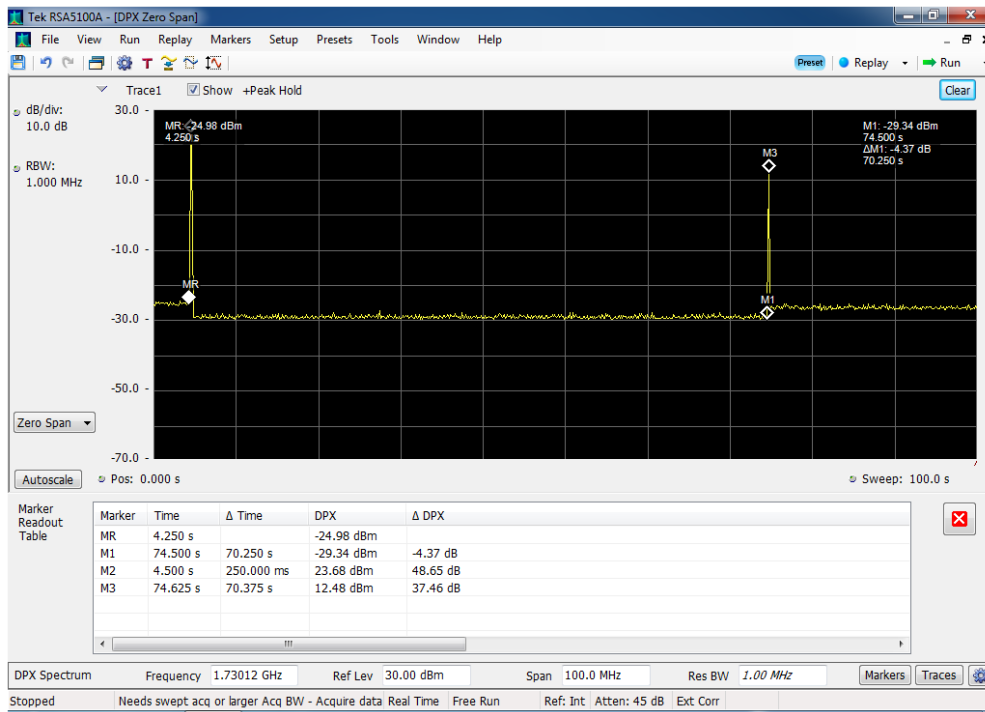 Tek RSA5100A - [DPX Zero Span]
File View Run Replay Markers Setup Presets Tools Window Help
Preset Replay Run
Trace1 Show +Peak Hold Clear
dB/div:
10.0 dB
RBW:
1.000 MHz
30.0 -
10.0 -
-10.0 -
-30.0 -
-50.0 -
-70.0 -
MR: -24.98 dBm
4.250 s
M1: -29.34 dBm
74.500 s
ΔM1: -4.37 dB
70.250 s
M3
MR
M1
Zero Span
Autoscale Pos: 0.000 s Sweep: 100.0 s
Marker
Readout
Table
Marker Time Δ Time DPX Δ DPX
MR 4.250 s -24.98 dBm
M1 74.500 s 70.250 s -29.34 dBm -4.37 dB
M2 4.500 s 250.000 ms 23.68 dBm 48.65 dB
M3 74.625 s 70.375 s 12.48 dBm 37.46 dB
DPX Spectrum Frequency 1.73012 GHz Ref Lev 30.00 dBm Span 100.0 MHz Res BW 1.00 MHz Markers Traces
Stopped Needs swept acq or larger Acq BW - Acquire data Real Time Free Run Ref: Int Atten: 45 dB Ext Corr